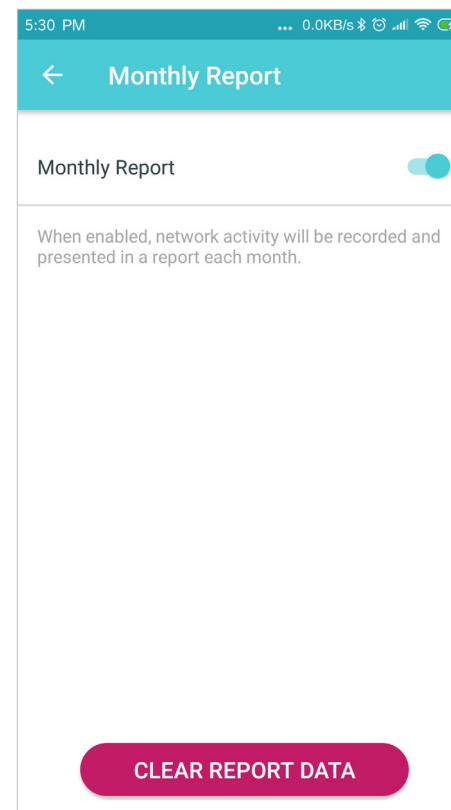 5:30 PM ... 0.0KB/s
Monthly Report
Monthly Report
When enabled, network activity will be recorded and
presented in a report each month.
CLEAR REPORT DATA